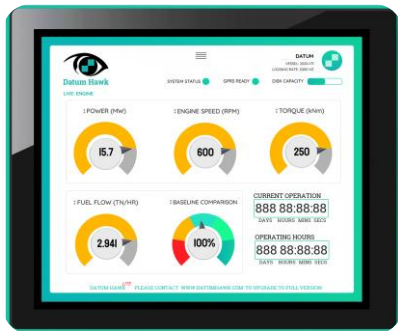 DATUM
Datum Hawk
SYSTEM STATUS
GPRS READY
DISK CAPACITY
LIVE: ENGINE
: POWER (MW)
: ENGINE SPEED (RPM)
: TORQUE (kNm)
15.7
600
250
: FUEL FLOW (TN/HR)
: BASELINE COMPARISON
CURRENT OPERATION
888 88:88:88
DAYS HOURS MINS SECS
2.941
100%
OPERATING HOURS
888 88:88:88
DAYS HOURS MINS SECS
DATUM HAWK LITE PLEASE CONTACT WWW.DATUMHAWK.COM TO UPGRADE TO FULL VERSION